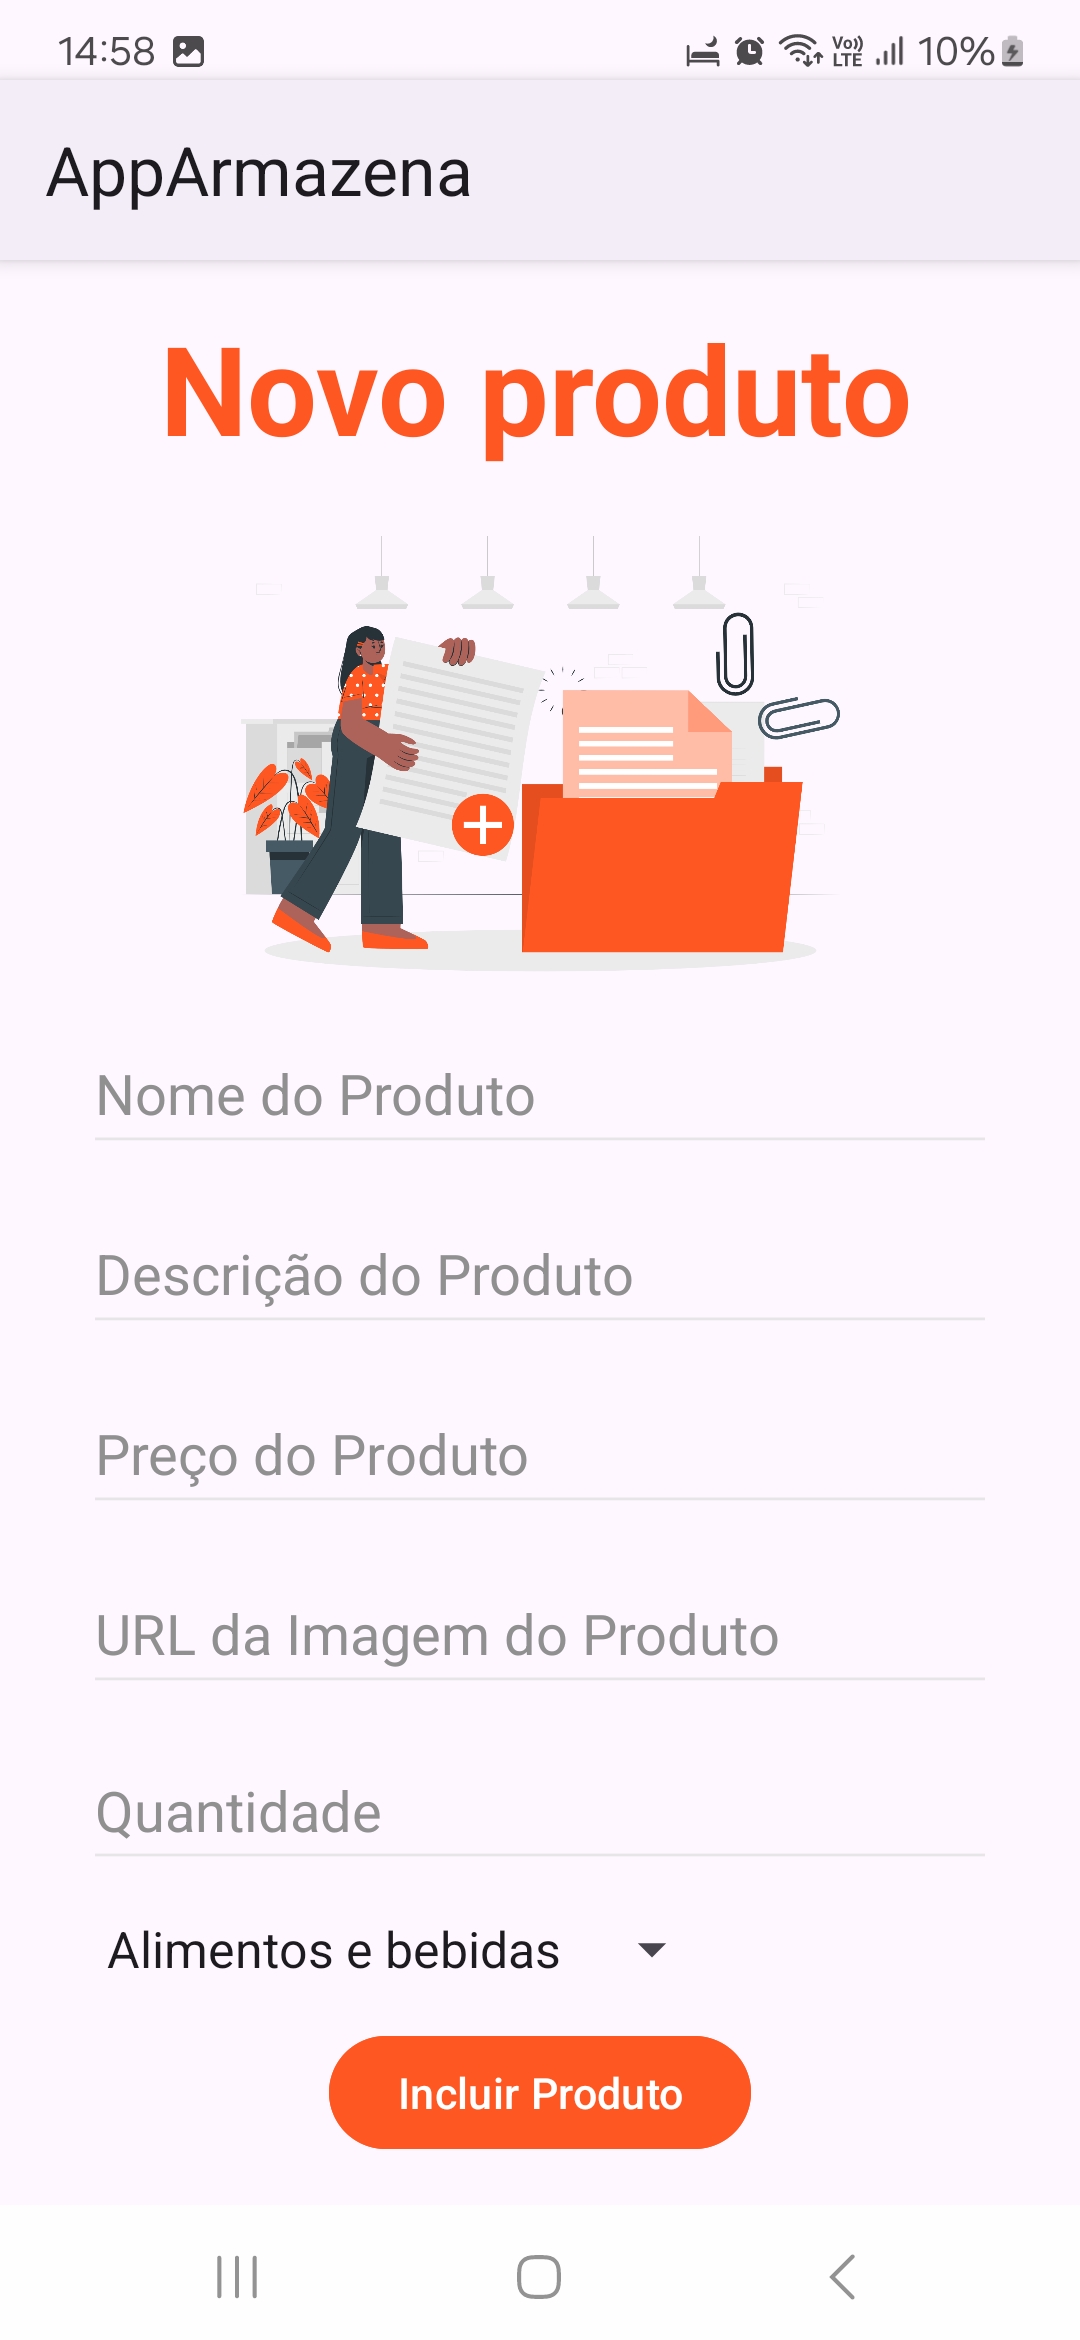 14:58 Vo)) LTE 10%
AppArmazena
Novo produto
Nome do Produto
Descrição do Produto
Preço do Produto
URL da Imagem do Produto
Quantidade
Alimentos e bebidas
Incluir Produto